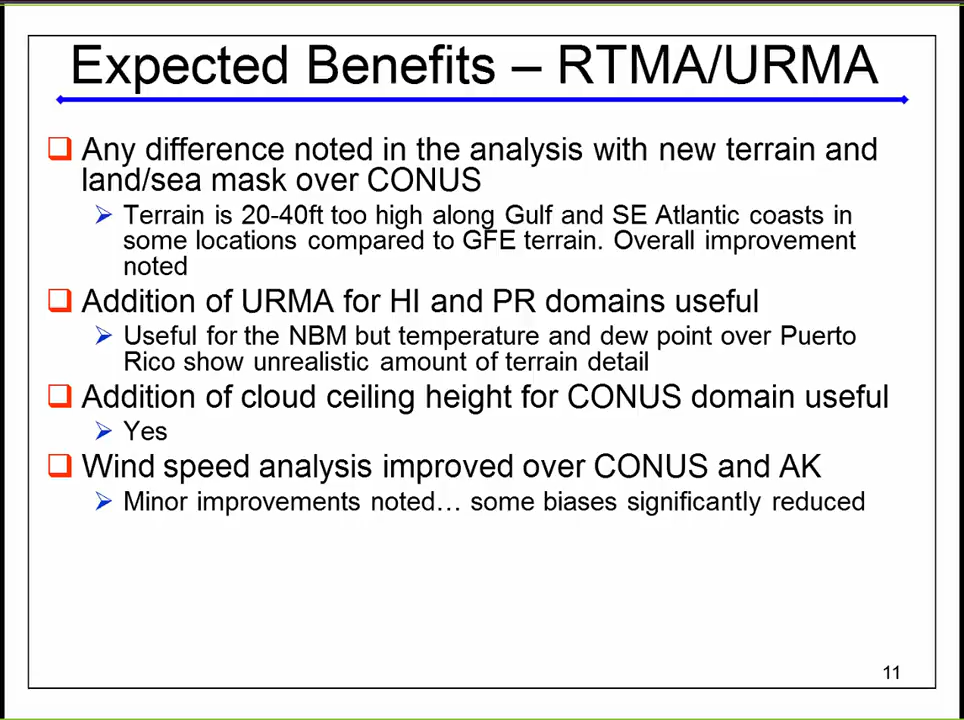 Expected Benefits – RTMA/URMA
Any difference noted in the analysis with new terrain and
land/sea mask over CONUS
Terrain is 20-40ft too high along Gulf and SE Atlantic coasts in
some locations compared to GFE terrain. Overall improvement
noted
Addition of URMA for HI and PR domains useful
Useful for the NBM but temperature and dew point over Puerto
Rico show unrealistic amount of terrain detail
Addition of cloud ceiling height for CONUS domain useful
Yes
Wind speed analysis improved over CONUS and AK
Minor improvements noted… some biases significantly reduced
11